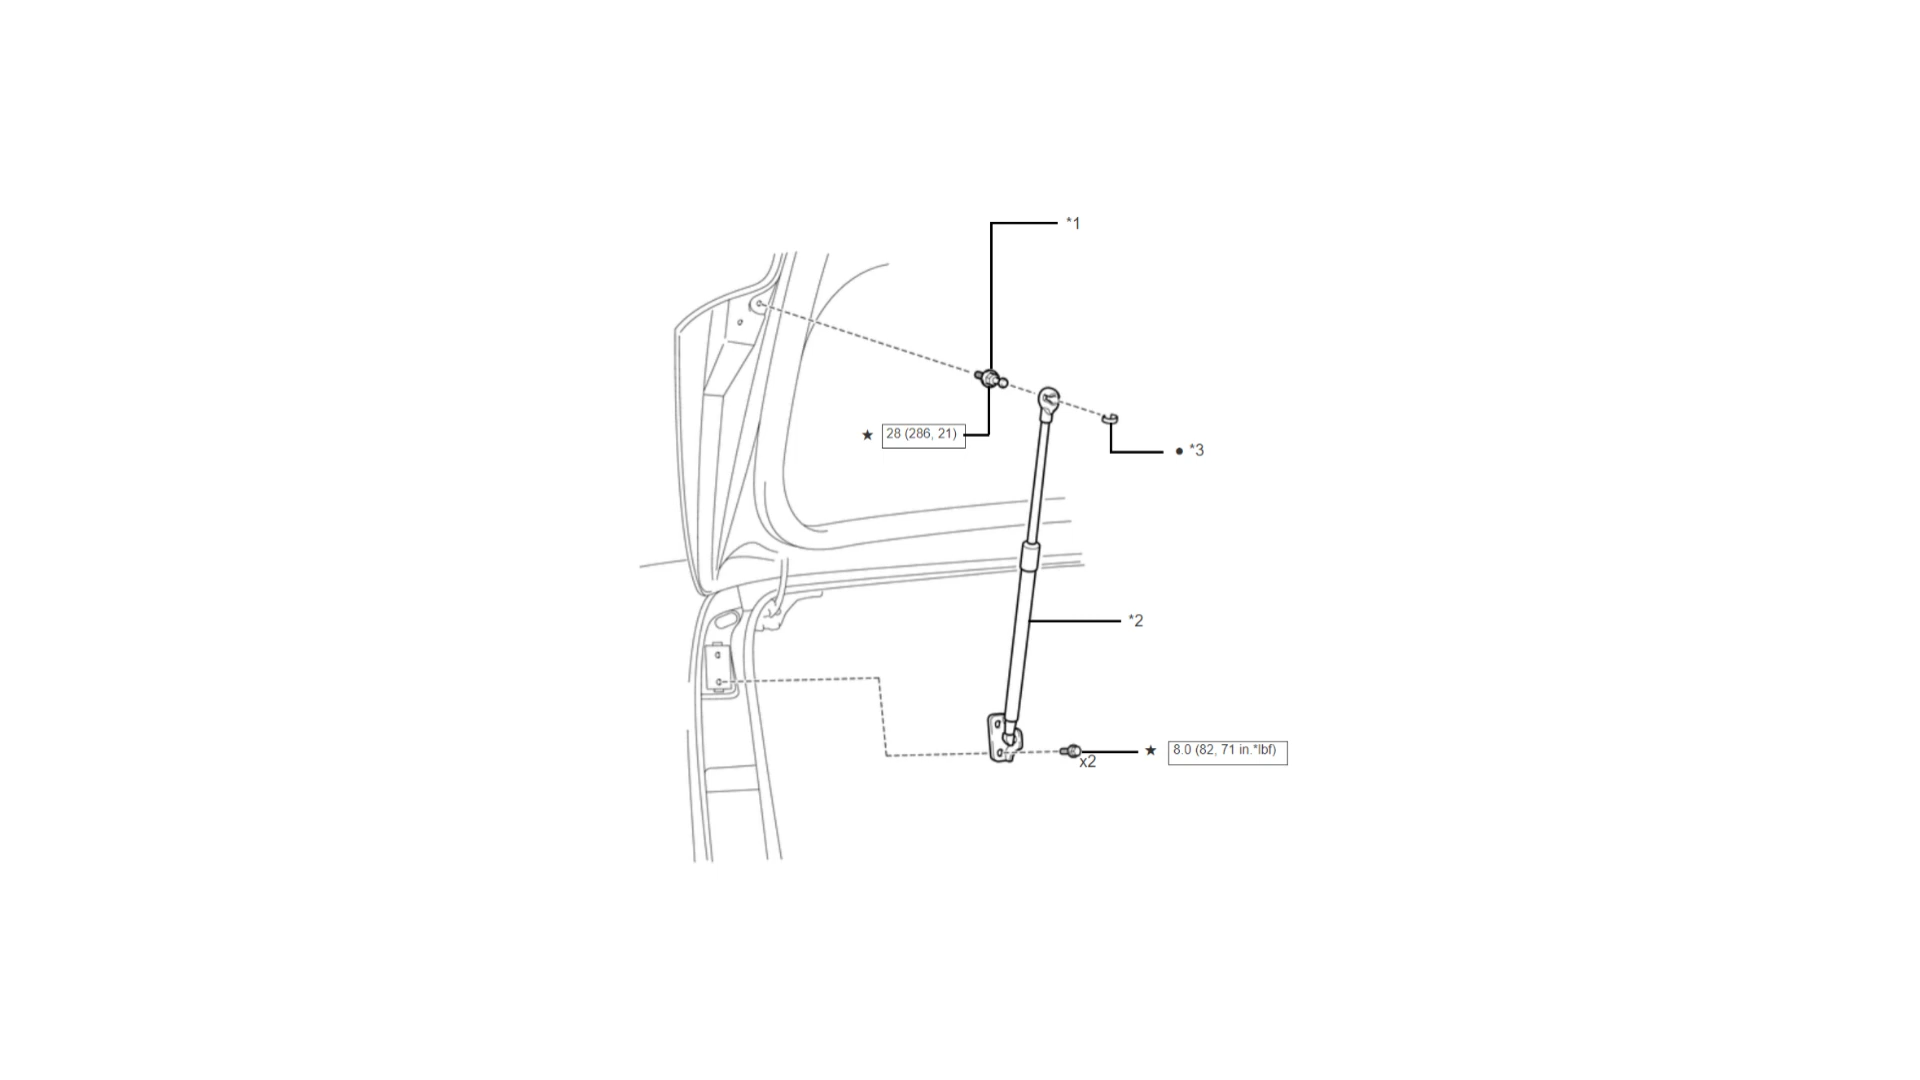 *1
★ 28 (286, 21)
● *3
*2
★ 8.0 (82, 71 in.*lbf)
x2